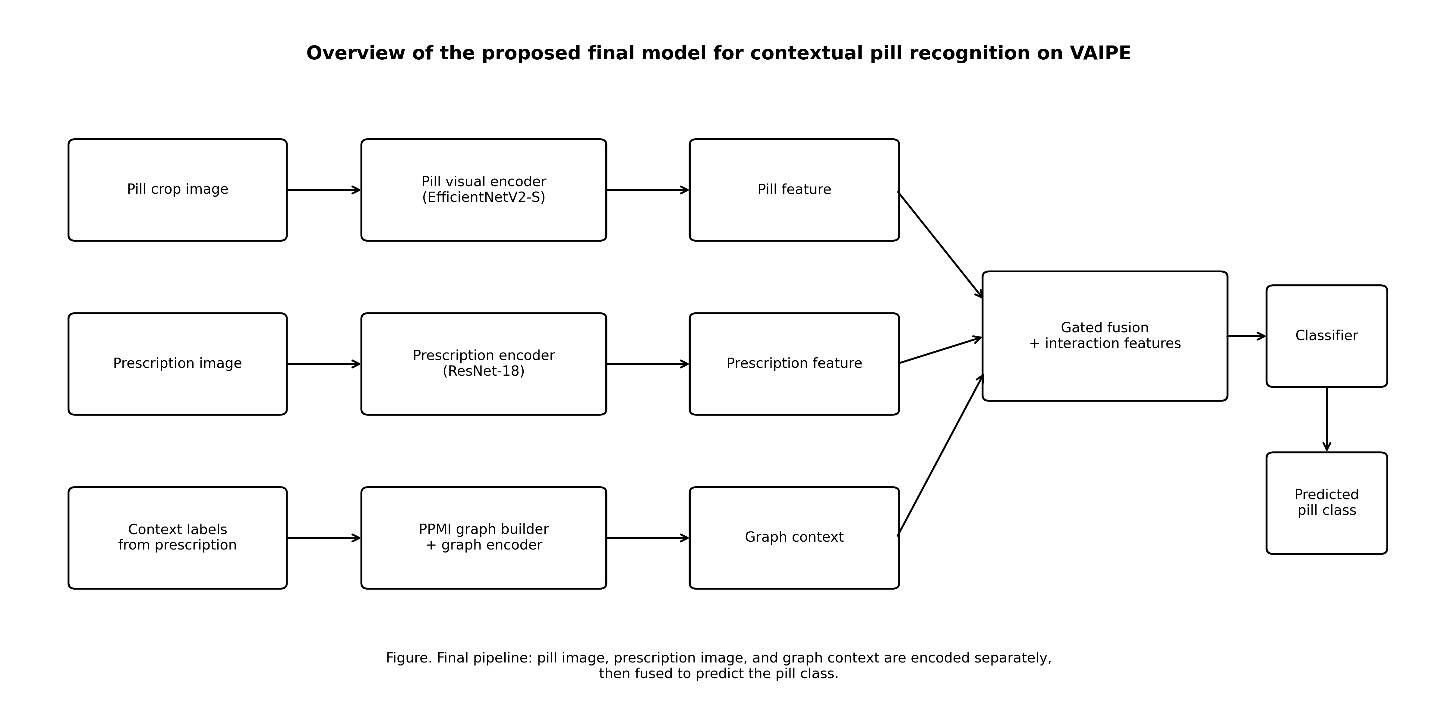 Overview of the proposed final model for contextual pill recognition on VAIPE
Pill crop image
Pill visual encoder
(EfficientNetV2-S)
Pill feature
Prescription image
Prescription encoder
(ResNet-18)
Prescription feature
Context labels
from prescription
PPMI graph builder
+ graph encoder
Graph context
Gated fusion
+ interaction features
Classifier
Predicted
pill class
Figure. Final pipeline: pill image, prescription image, and graph context are encoded separately,
then fused to predict the pill class.